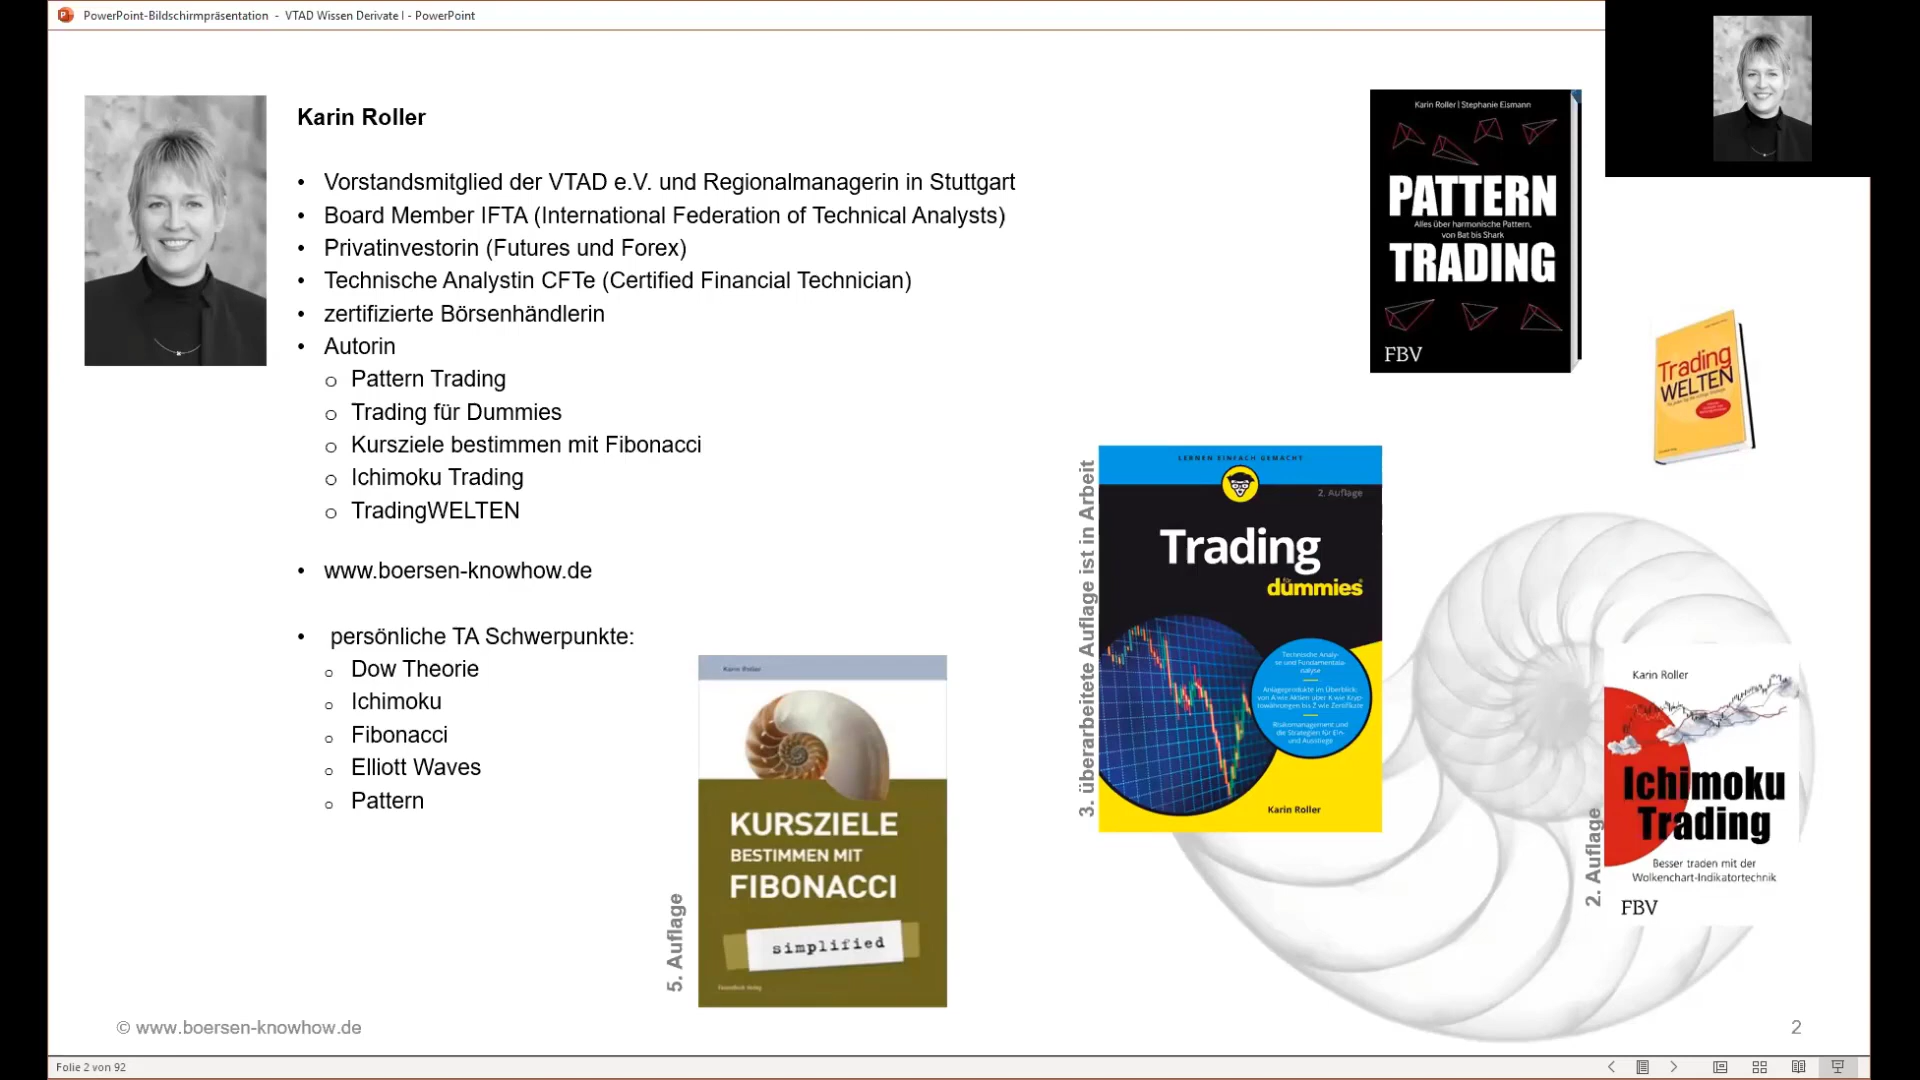 PowerPoint-Bildschirmpräsentation - VTAD Wissen Derivate I - PowerPoint
Karin Roller
• Vorstandsmitglied der VTAD e.V. und Regionalmanagerin in Stuttgart
• Board Member IFTA (International Federation of Technical Analysts)
• Privatinvestorin (Futures und Forex)
• Technische Analystin CFTe (Certified Financial Technician)
• zertifizierte Börsenhändlerin
• Autorin
o Pattern Trading
o Trading für Dummies
o Kursziele bestimmen mit Fibonacci
o Ichimoku Trading
o TradingWELTEN
• www.boersen-knowhow.de
• persönliche TA Schwerpunkte:
o Dow Theorie
o Ichimoku
o Fibonacci
o Elliott Waves
o Pattern
Karin Roller | Stephanie Eismann
PATTERN
Alles über harmonische Pattern,
von Bat bis Shark
TRADING
FBV
Trading
WELTEN
3. überarbeitete Auflage ist in Arbeit
LERNEN EINFACH GEMACHT
2. Auflage
Trading
für
dummies
Technische Analy-
se und Fundamentala-
nalyse
Anlageprodukte im Überblick:
von A wie Aktien über K wie Kryp-
towährungen bis Z wie Zertifikate
Risikomanagement und
die Strategien für Ein-
und Ausstiege
Karin Roller
5. Auflage
Karin Roller
KURSZIELE
BESTIMMEN MIT
FIBONACCI
simplified
FinanzBuch Verlag
2. Auflage
Karin Roller
Ichimoku
Trading
Besser traden mit der
Wolkenchart-Indikatortechnik
FBV
© www.boersen-knowhow.de
2
Folie 2 von 92